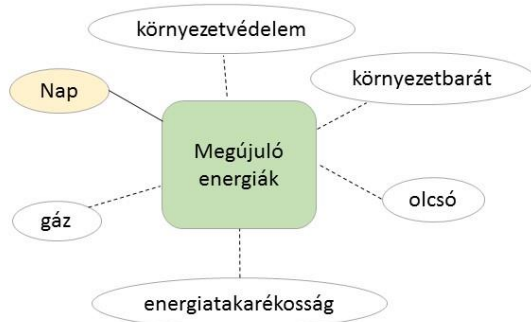 környezetvédelem
környezetbarát
Nap
Megújuló
energiák
olcsó
gáz
energiatakarékosság